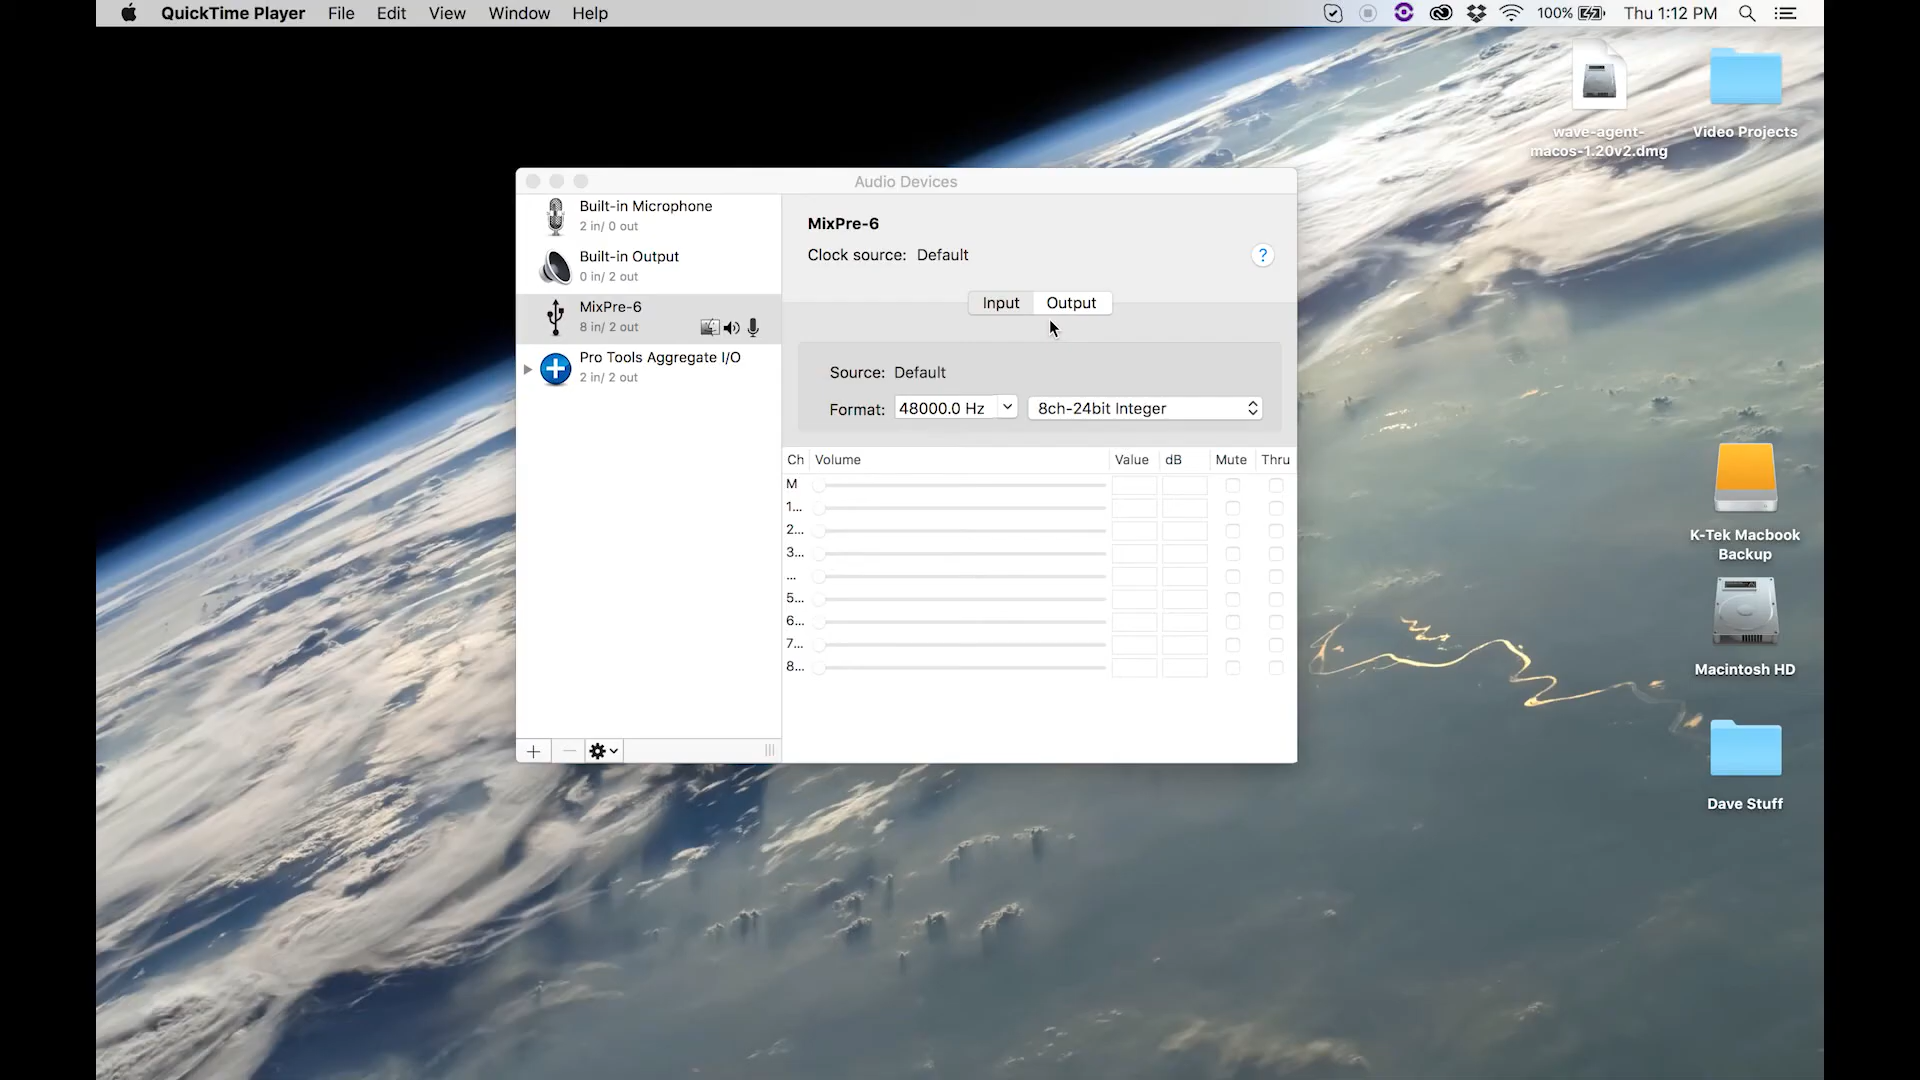 QuickTime Player File Edit View Window Help 100% Thu 1:12 PM
wave-agent-
macos-1.20v2.dmg
Video Projects
Audio Devices
Built-in Microphone
2 in/ 0 out
Built-in Output
0 in/ 2 out
MixPre-6
8 in/ 2 out
Pro Tools Aggregate I/O
2 in/ 2 out
MixPre-6
Clock source: Default
?
Input Output
Source: Default
Format: 48000.0 Hz 8ch-24bit Integer
Ch Volume Value dB Mute Thru
M
1...
2...
3...
...
5...
6...
7...
8...
K-Tek Macbook
Backup
Macintosh HD
Dave Stuff